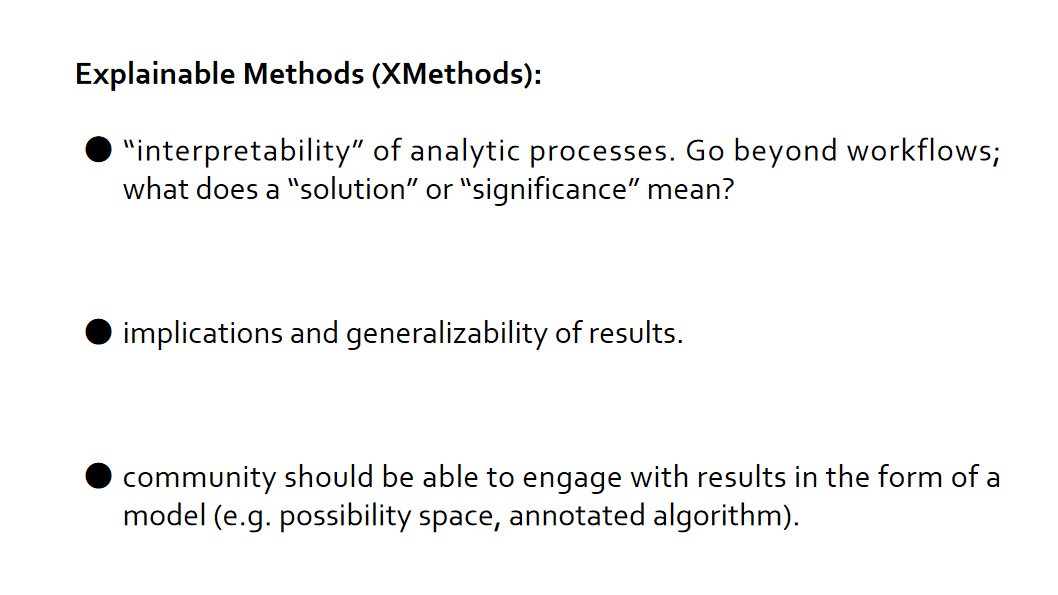 Explainable Methods (XMethods):
● “interpretability” of analytic processes. Go beyond workflows;
what does a “solution” or “significance” mean?
● implications and generalizability of results.
● community should be able to engage with results in the form of a
model (e.g. possibility space, annotated algorithm).